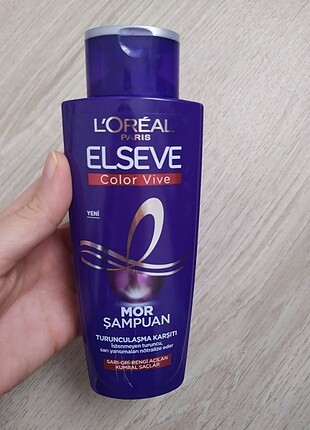 L'ORÉAL
PARIS
ELSEVE
Color Vive
YENİ
MOR
ŞAMPUAN
TURUNCULAŞMA KARŞITI
İstenmeyen turuncu,
sarı yansımaları nötralize eder
SARI-GRİ-RENGİ AÇILAN
KUMRAL SAÇLAR